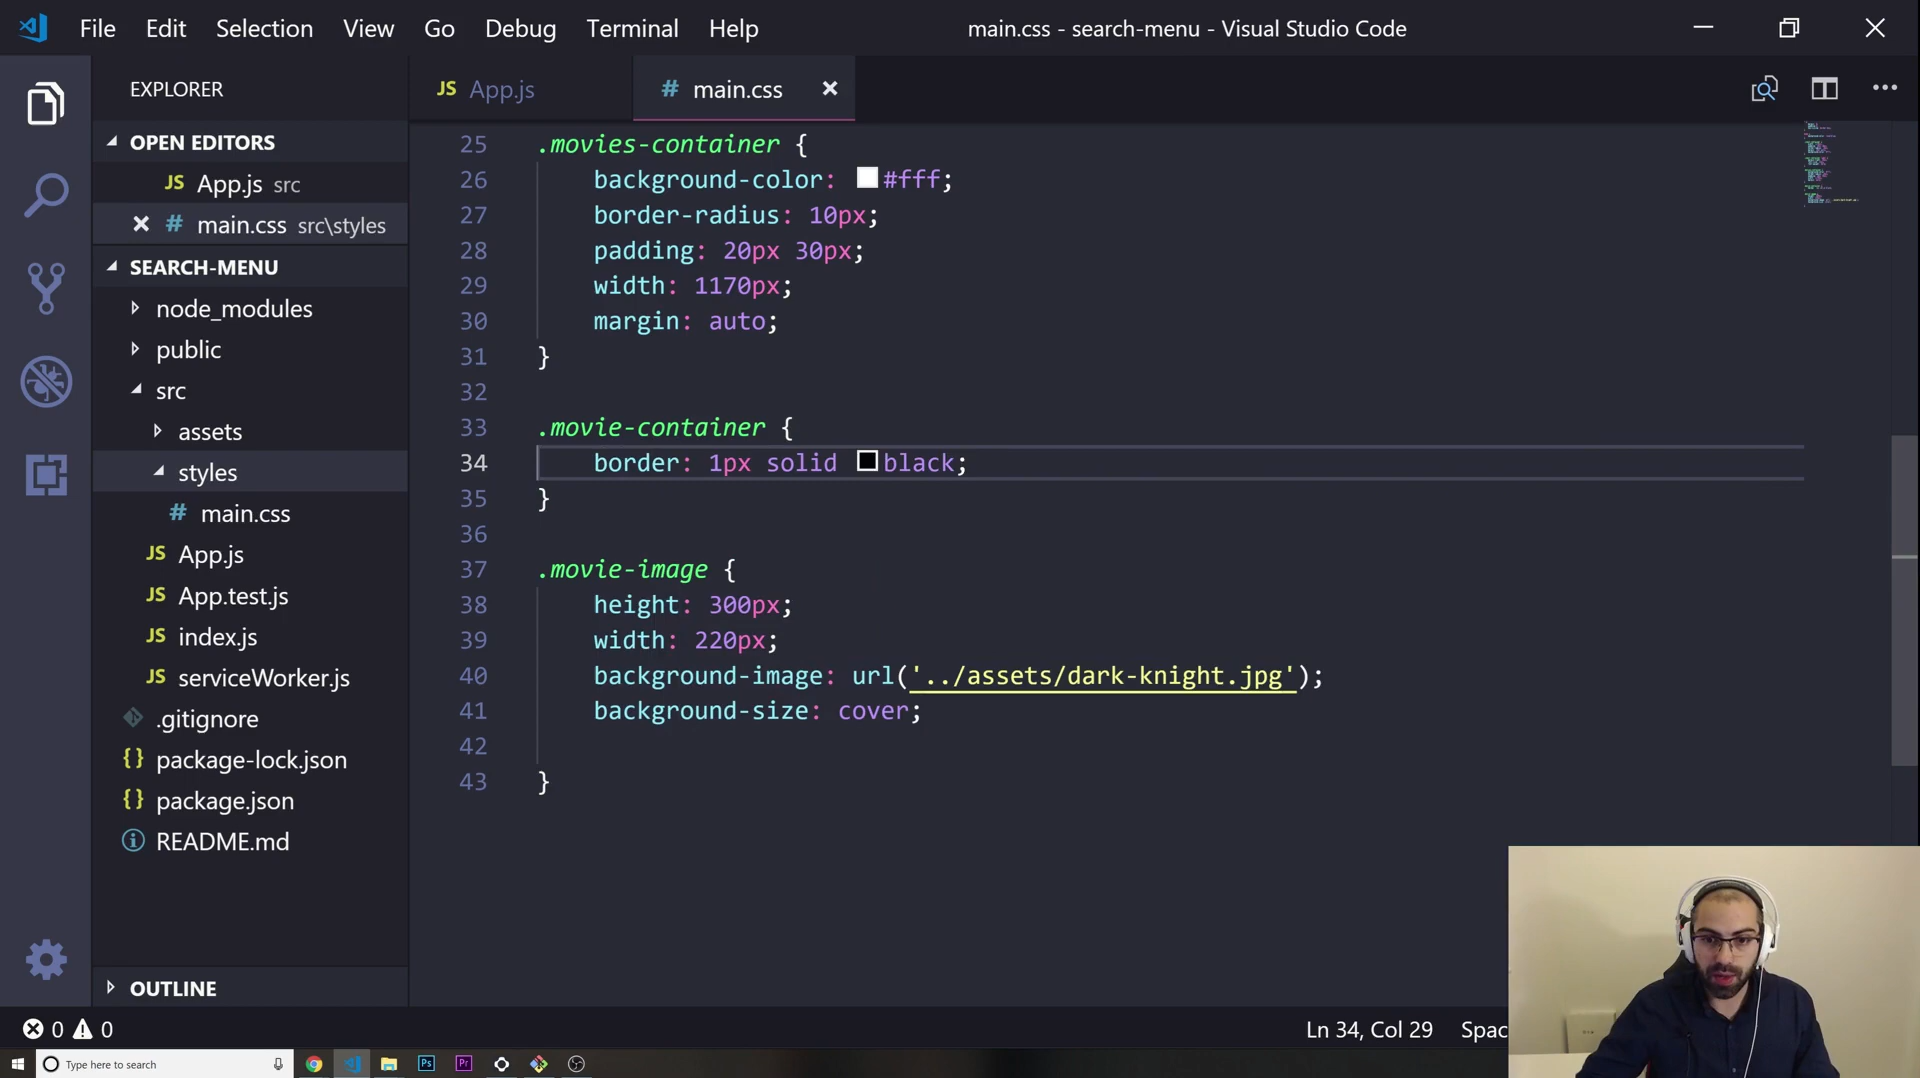 File Edit Selection View Go Debug Terminal Help
main.css - search-menu - Visual Studio Code
EXPLORER
JS App.js
# main.css
OPEN EDITORS
JS App.js src
# main.css src\styles
SEARCH-MENU
node_modules
public
src
assets
styles
# main.css
JS App.js
JS App.test.js
JS index.js
JS serviceWorker.js
.gitignore
{} package-lock.json
{} package.json
README.md
OUTLINE
25 .movies-container {
26 background-color: #fff;
27 border-radius: 10px;
28 padding: 20px 30px;
29 width: 1170px;
30 margin: auto;
31 }
32
33 .movie-container {
34 border: 1px solid black;
35 }
36
37 .movie-image {
38 height: 300px;
39 width: 220px;
40 background-image: url('../assets/dark-knight.jpg');
41 background-size: cover;
42
43 }
0 0
Ln 34, Col 29 Spac
Type here to search
Ps
Pr